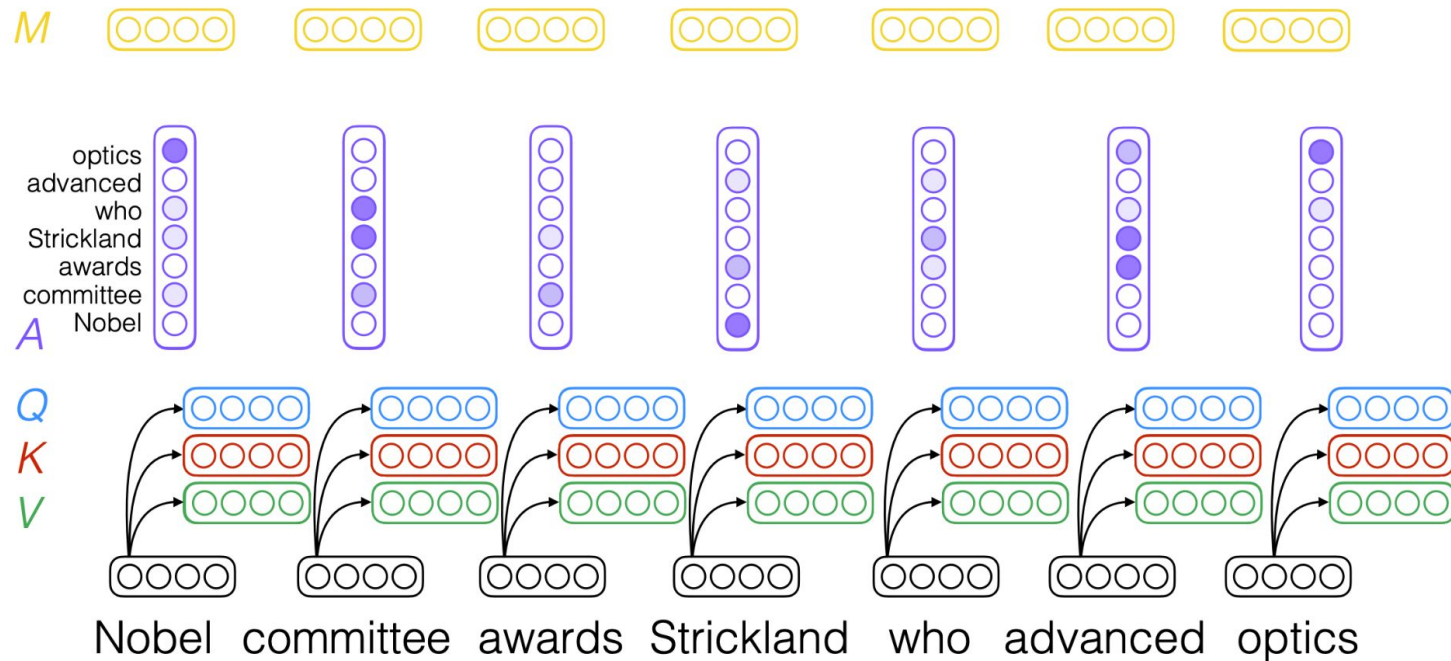 M
optics
advanced
who
Strickland
awards
committee
Nobel
A
Q
K
V
Nobel committee awards Strickland who advanced optics